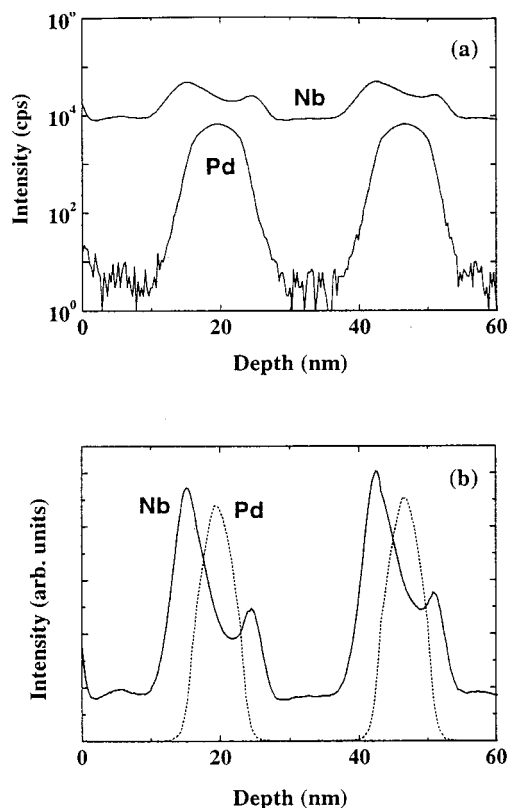 (a)
10⁶
10⁴
10²
10⁰
Intensity (cps)
Nb
Pd
0
20
40
60
Depth (nm)
(b)
Nb
Pd
Intensity (arb. units)
0
20
40
60
Depth (nm)